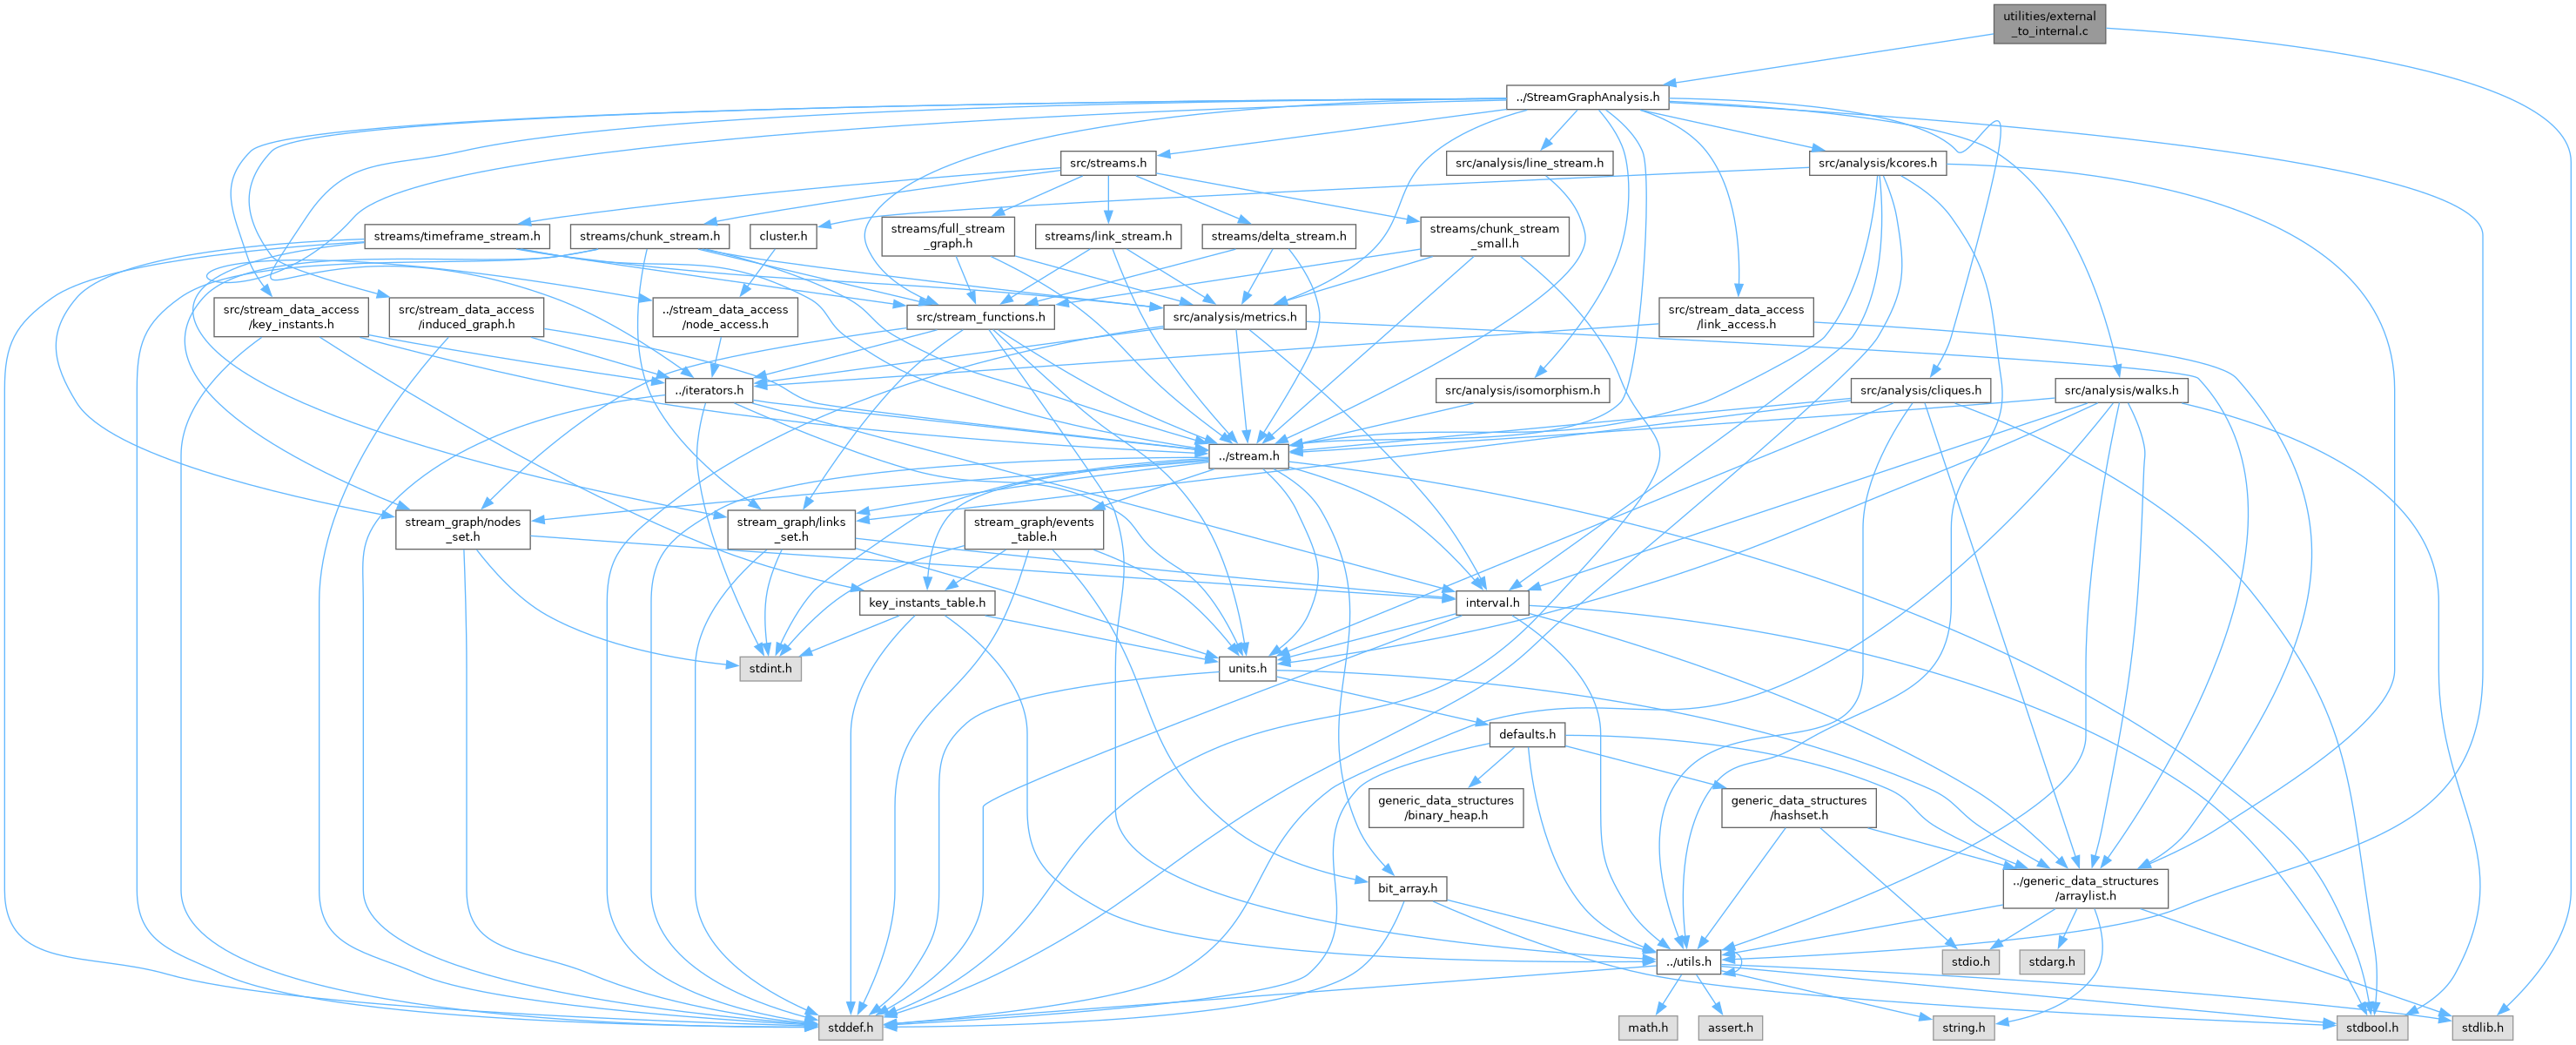 utilities/external
_to_internal.c
../StreamGraphAnalysis.h
src/streams.h
src/analysis/line_stream.h
src/analysis/kcores.h
streams/timeframe_stream.h
streams/chunk_stream.h
cluster.h
streams/full_stream
_graph.h
streams/link_stream.h
streams/delta_stream.h
streams/chunk_stream
_small.h
src/stream_data_access
/key_instants.h
src/stream_data_access
/induced_graph.h
../stream_data_access
/node_access.h
src/stream_functions.h
src/analysis/metrics.h
src/stream_data_access
/link_access.h
../iterators.h
src/analysis/isomorphism.h
src/analysis/cliques.h
src/analysis/walks.h
../stream.h
stream_graph/nodes
_set.h
stream_graph/links
_set.h
stream_graph/events
_table.h
key_instants_table.h
interval.h
stdint.h
units.h
defaults.h
generic_data_structures
/binary_heap.h
generic_data_structures
/hashset.h
bit_array.h
../generic_data_structures
/arraylist.h
../utils.h
stdio.h
stdarg.h
stddef.h
math.h
assert.h
string.h
stdbool.h
stdlib.h